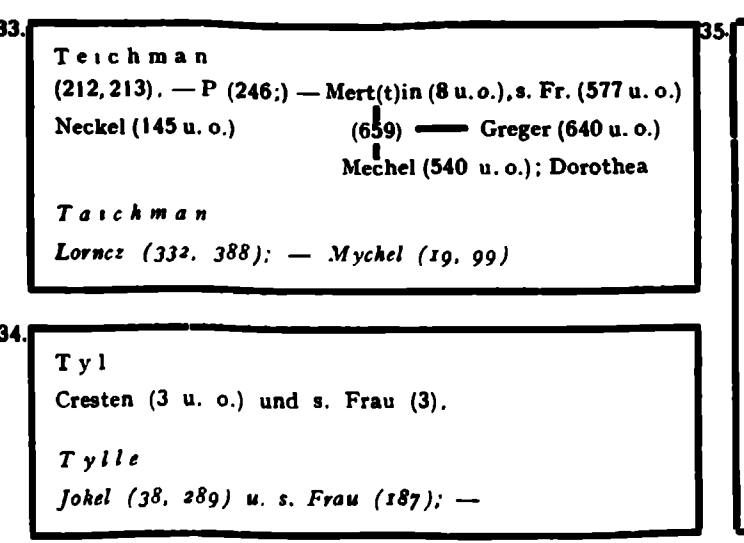 33.
Teichman
(212, 213). — P (246;) — Mert(t)in (8 u. o.), s. Fr. (577 u. o.)
Neckel (145 u. o.) (659) — Greger (640 u. o.)
Mechel (540 u. o.); Dorothea
Taichman
Lorncz (332. 388); — Mychel (19, 99)
34.
Tyl
Cresten (3 u. o.) und s. Frau (3).
Tylle
Jokel (38, 289) u. s. Frau (187); —
35.